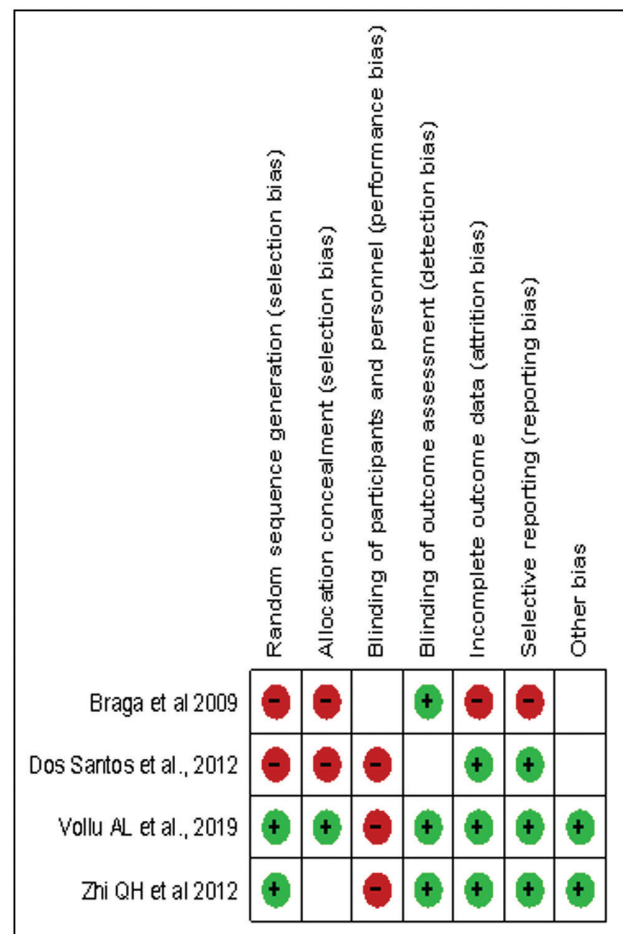 Random sequence generation (selection bias)
Allocation concealment (selection bias)
Blinding of participants and personnel (performance bias)
Blinding of outcome assessment (detection bias)
Incomplete outcome data (attrition bias)
Selective reporting (reporting bias)
Other bias
Braga et al 2009 - - + - -
Dos Santos et al., 2012 - - - + +
Vollu AL et al., 2019 + + - + + + +
Zhi QH et al 2012 + - + + + +